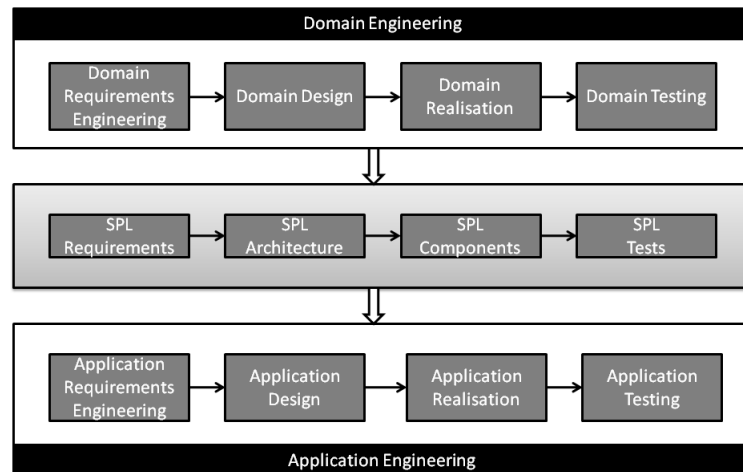 Domain Engineering
Domain
Requirements
Engineering
Domain Design
Domain
Realisation
Domain Testing
SPL
Requirements
SPL
Architecture
SPL
Components
SPL
Tests
Application
Requirements
Engineering
Application
Design
Application
Realisation
Application
Testing
Application Engineering